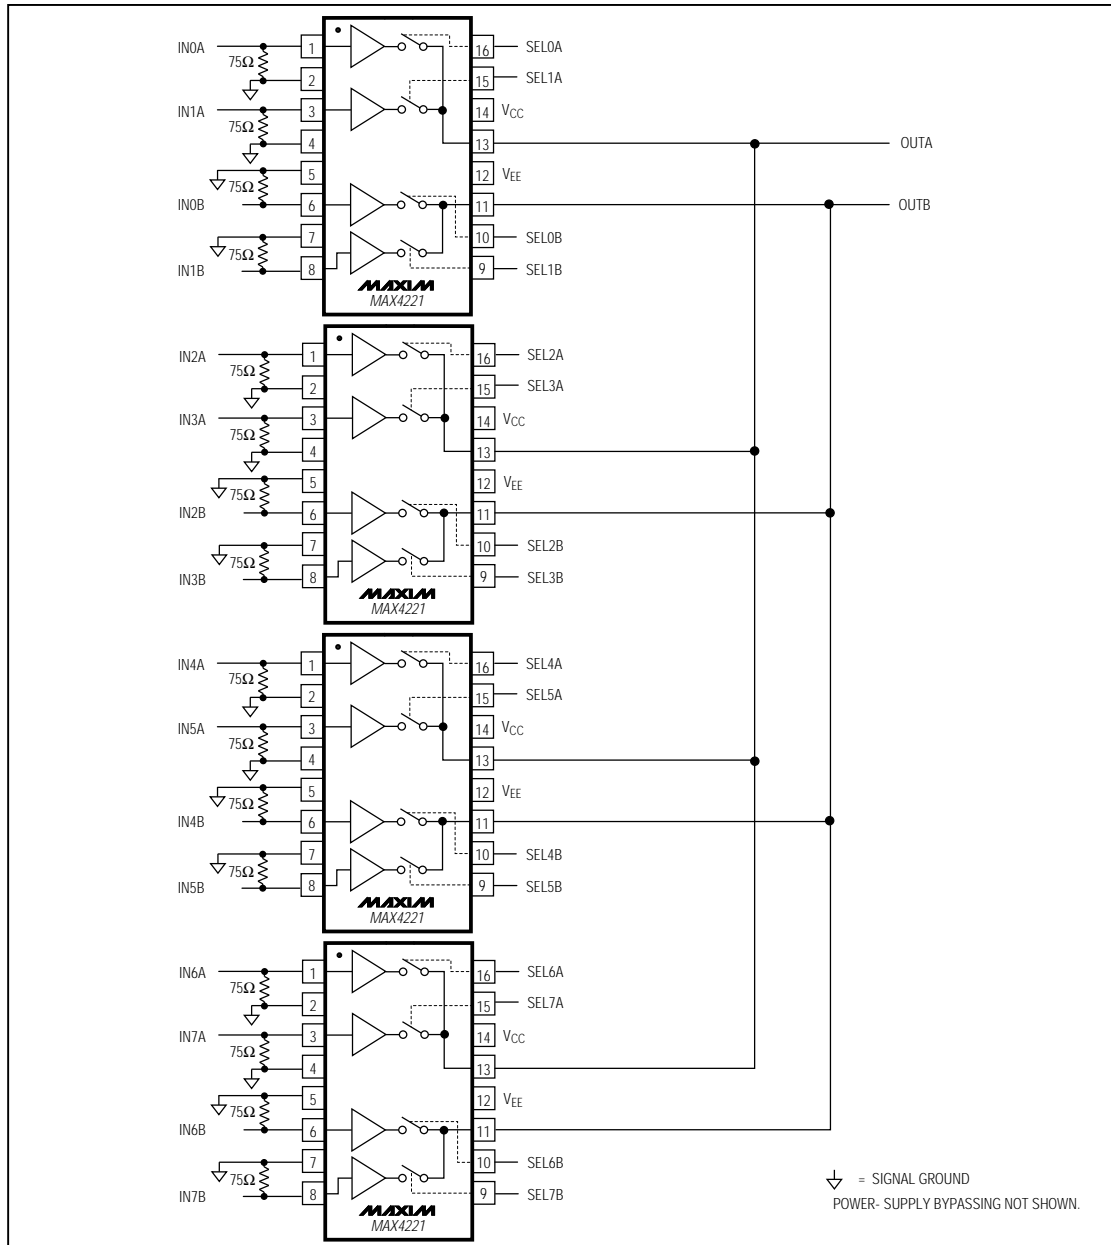 IN0A 1 16 SEL0A
75Ω
2 15 SEL1A
IN1A 3 14 VCC
75Ω
4 13 OUTA
5 12 VEE
75Ω
IN0B 6 11 OUTB
7 10 SEL0B
75Ω
IN1B 8 9 SEL1B
MAXIM
MAX4221
IN2A 1 16 SEL2A
75Ω
2 15 SEL3A
IN3A 3 14 VCC
75Ω
4 13
5 12 VEE
75Ω
IN2B 6 11
7 10 SEL2B
75Ω
IN3B 8 9 SEL3B
MAXIM
MAX4221
IN4A 1 16 SEL4A
75Ω
2 15 SEL5A
IN5A 3 14 VCC
75Ω
4 13
5 12 VEE
75Ω
IN4B 6 11
7 10 SEL4B
75Ω
IN5B 8 9 SEL5B
MAXIM
MAX4221
IN6A 1 16 SEL6A
75Ω
2 15 SEL7A
IN7A 3 14 VCC
75Ω
4 13
5 12 VEE
75Ω
IN6B 6 11
7 10 SEL6B
75Ω
IN7B 8 9 SEL7B
MAXIM
MAX4221
= SIGNAL GROUND
POWER- SUPPLY BYPASSING NOT SHOWN.